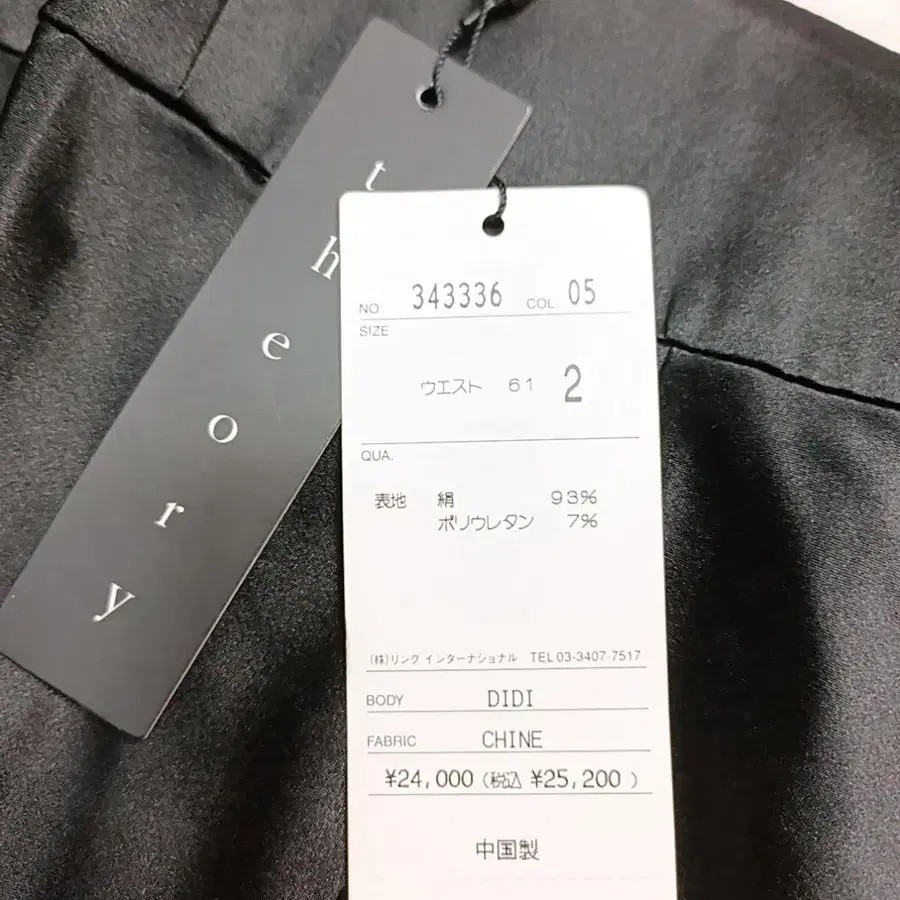 theory
NO 343336 COL 05
SIZE
ウエスト 61 2
QUA.
表地 絹 93%
ポリウレタン 7%
(株)リンク インターナショナル TEL 03-3407-7517
BODY DIDI
FABRIC CHINE
¥24,000 (税込 ¥25,200 )
中国製